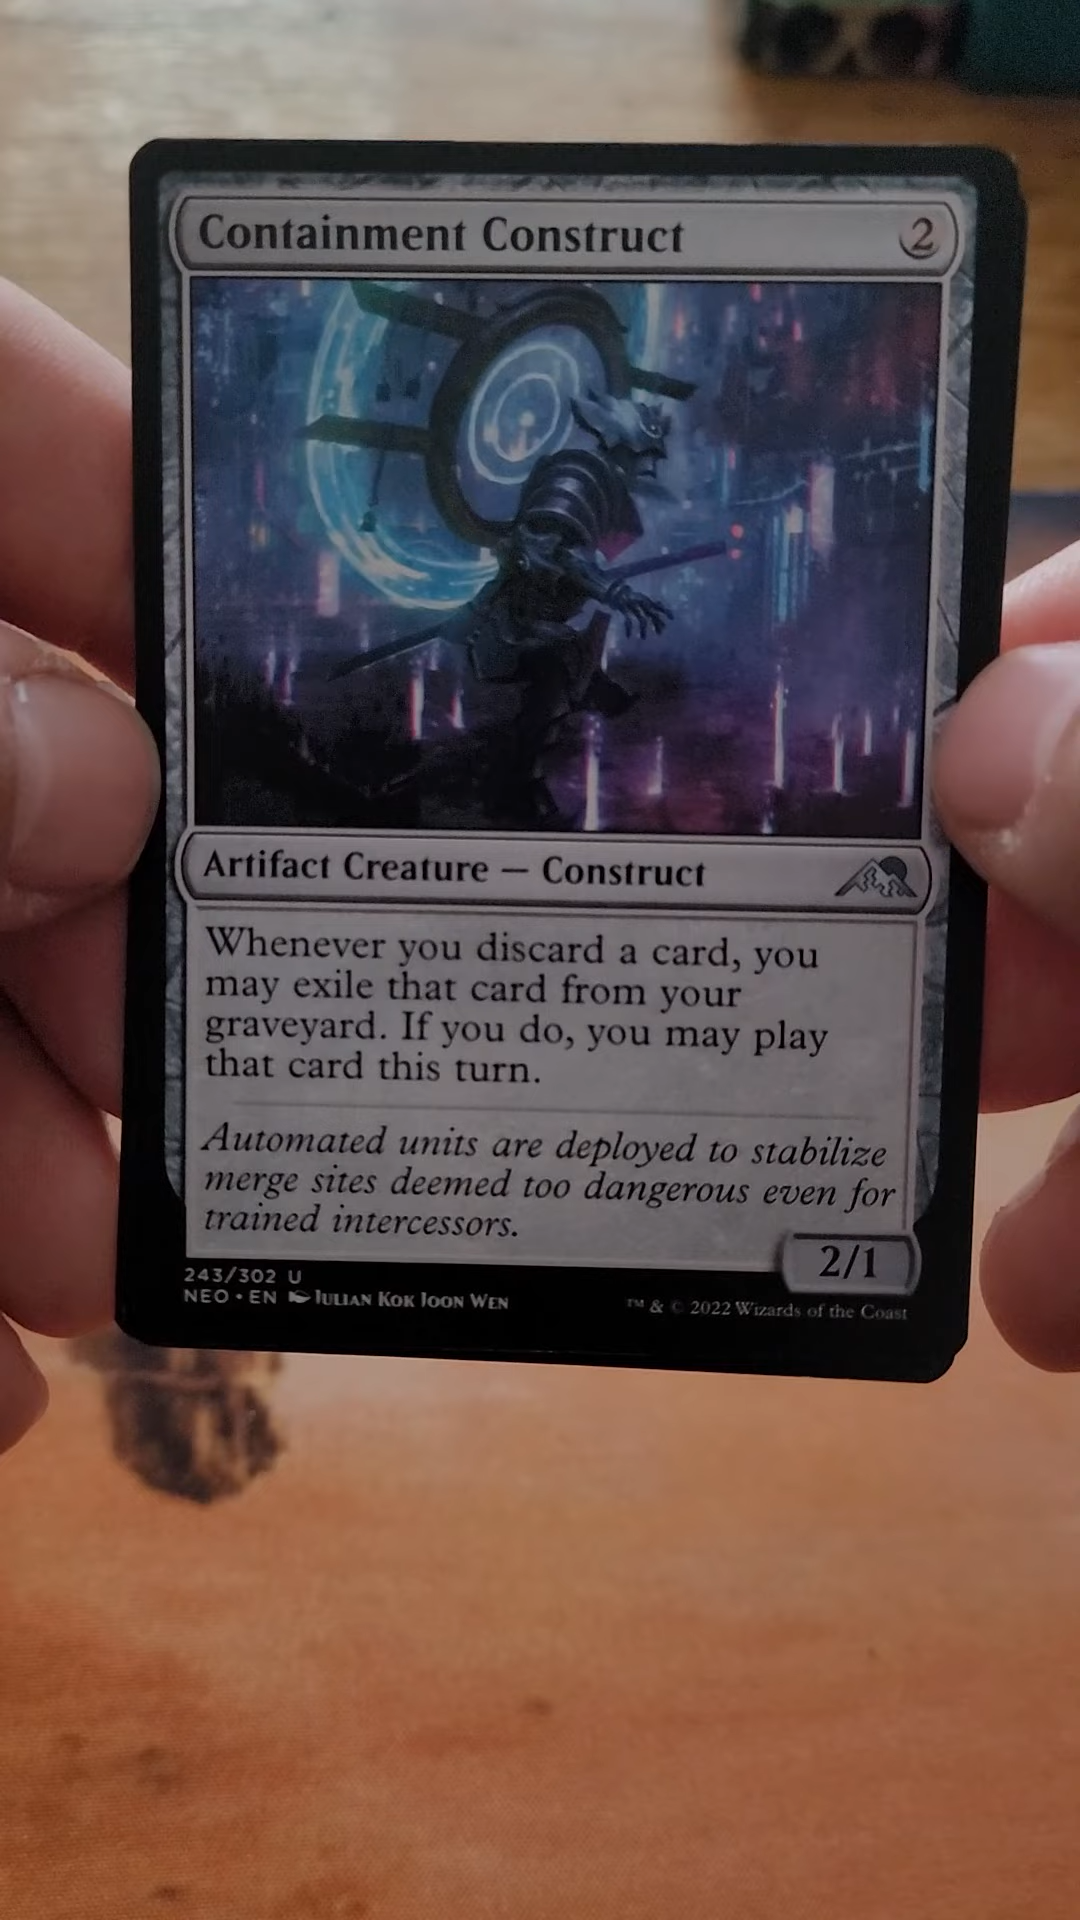 Containment Construct 2
Artifact Creature — Construct
Whenever you discard a card, you
may exile that card from your
graveyard. If you do, you may play
that card this turn.
Automated units are deployed to stabilize
merge sites deemed too dangerous even for
trained intercessors.
2/1
243/302 U
NEO • EN Julian Kok Joon Wen
™ & © 2022 Wizards of the Coast